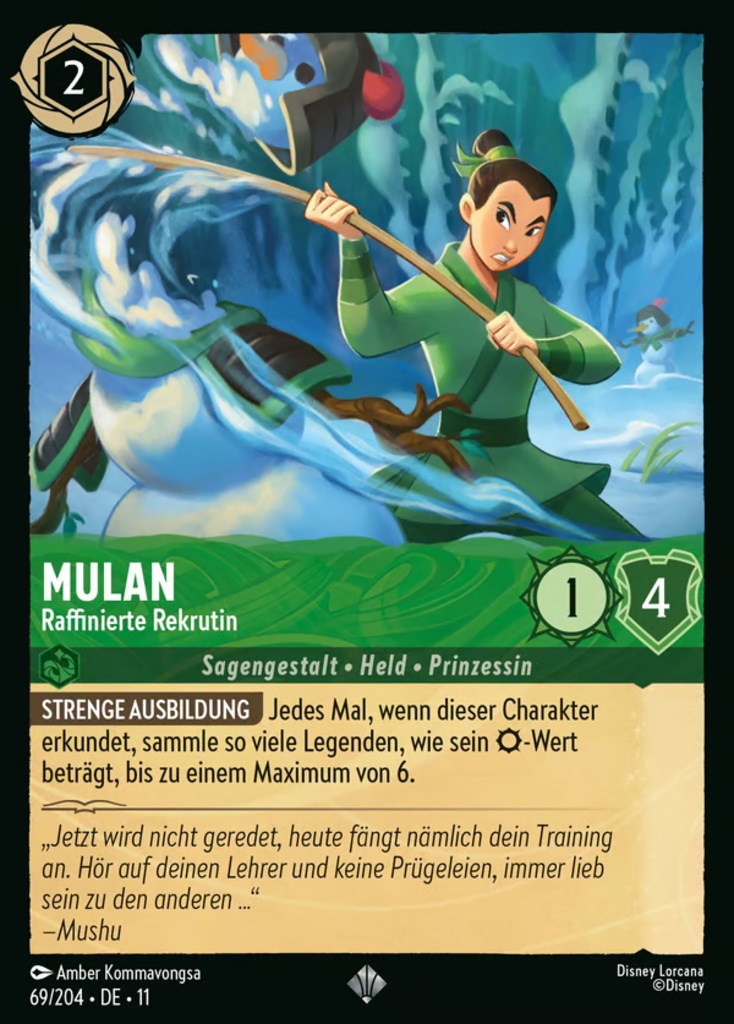 2
MULAN
Raffinierte Rekrutin
1
4
Sagengestalt • Held • Prinzessin
STRENGE AUSBILDUNG Jedes Mal, wenn dieser Charakter
erkundet, sammle so viele Legenden, wie sein ⛭-Wert
beträgt, bis zu einem Maximum von 6.
„Jetzt wird nicht geredet, heute fängt nämlich dein Training
an. Hör auf deinen Lehrer und keine Prügeleien, immer lieb
sein zu den anderen ...“
–Mushu
Amber Kommavongsa
69/204 • DE • 11
Disney Lorcana
©Disney